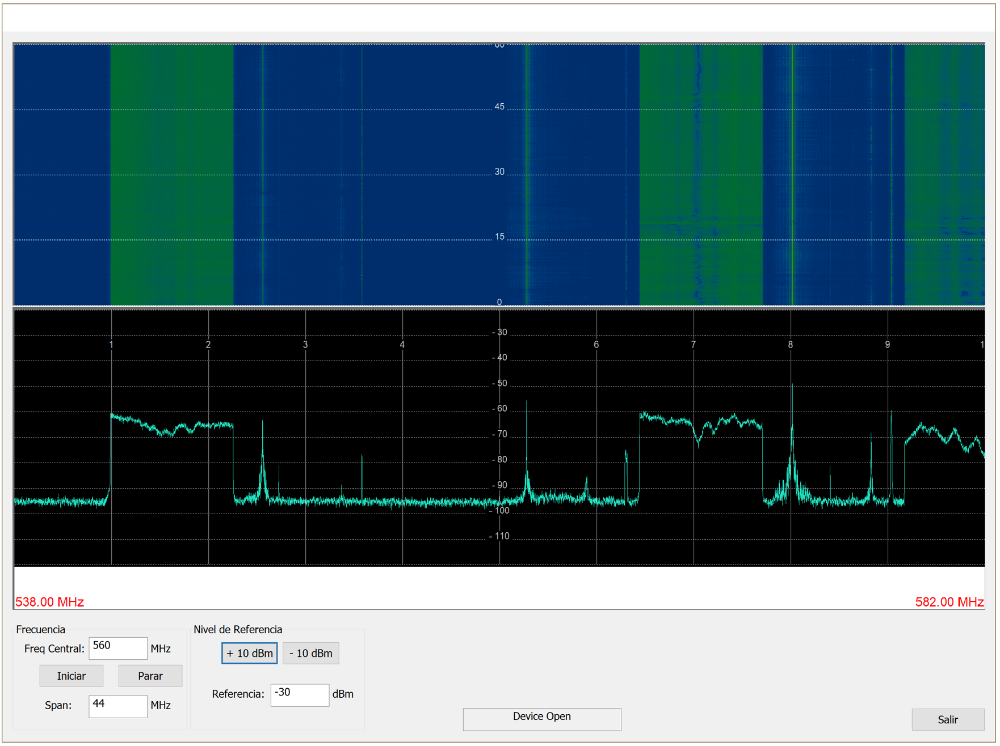 60
45
30
15
0
- 30
1 2 3 4 6 7 8 9 1
- 40
- 50
- 60
- 70
- 80
- 90
- 100
- 110
538.00 MHz 582.00 MHz
Frecuencia Nivel de Referencia
Freq Central: 560 MHz + 10 dBm - 10 dBm
Iniciar Parar
Referencia: -30 dBm
Span: 44 MHz
Device Open
Salir